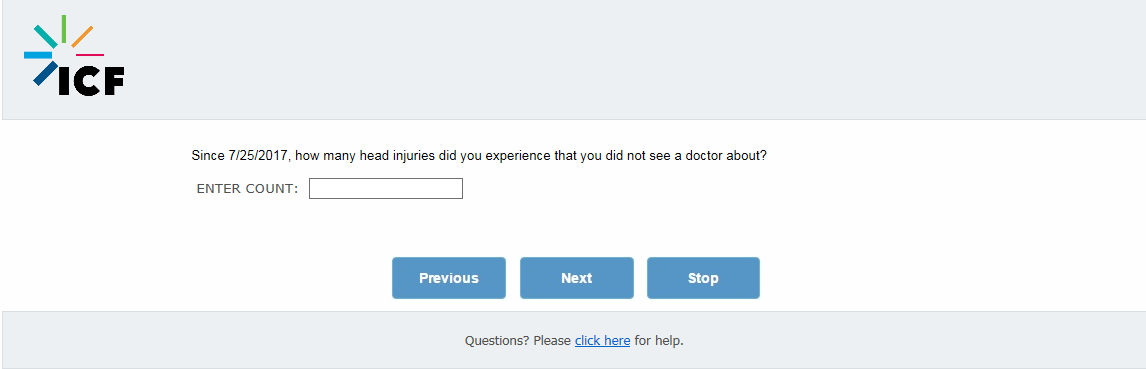 ICF
Since 7/25/2017, how many head injuries did you experience that you did not see a doctor about?
ENTER COUNT:
Previous Next Stop
Questions? Please click here for help.